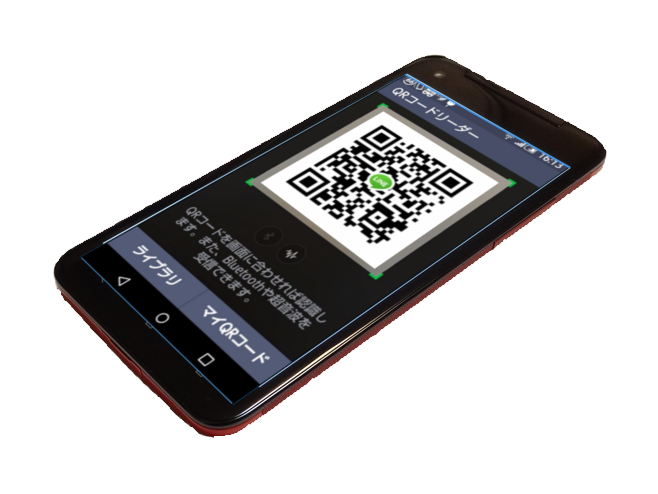 16:13
QRコードリーダー
LINE
QRコードを画面に合わせれば認識し
ます。また、Bluetoothや超音波を
受信できます。
ライブラリ
マイQRコード